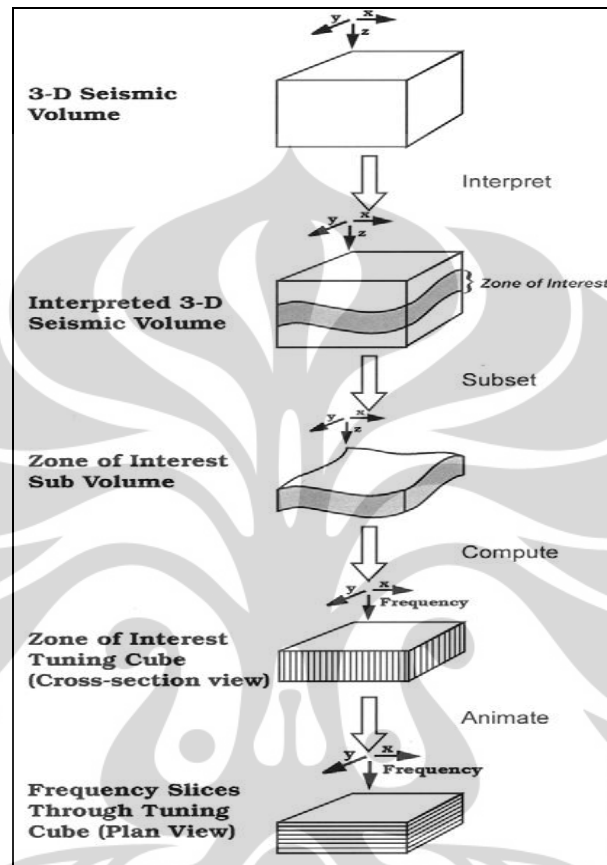 y x
z
3-D Seismic
Volume
Interpret
y x
z
Zone of Interest
Interpreted 3-D
Seismic Volume
Subset
y x
z
Zone of Interest
Sub Volume
Compute
y x
Frequency
Zone of Interest
Tuning Cube
(Cross-section view)
Animate
y x
Frequency
Frequency Slices
Through Tuning
Cube (Plan View)